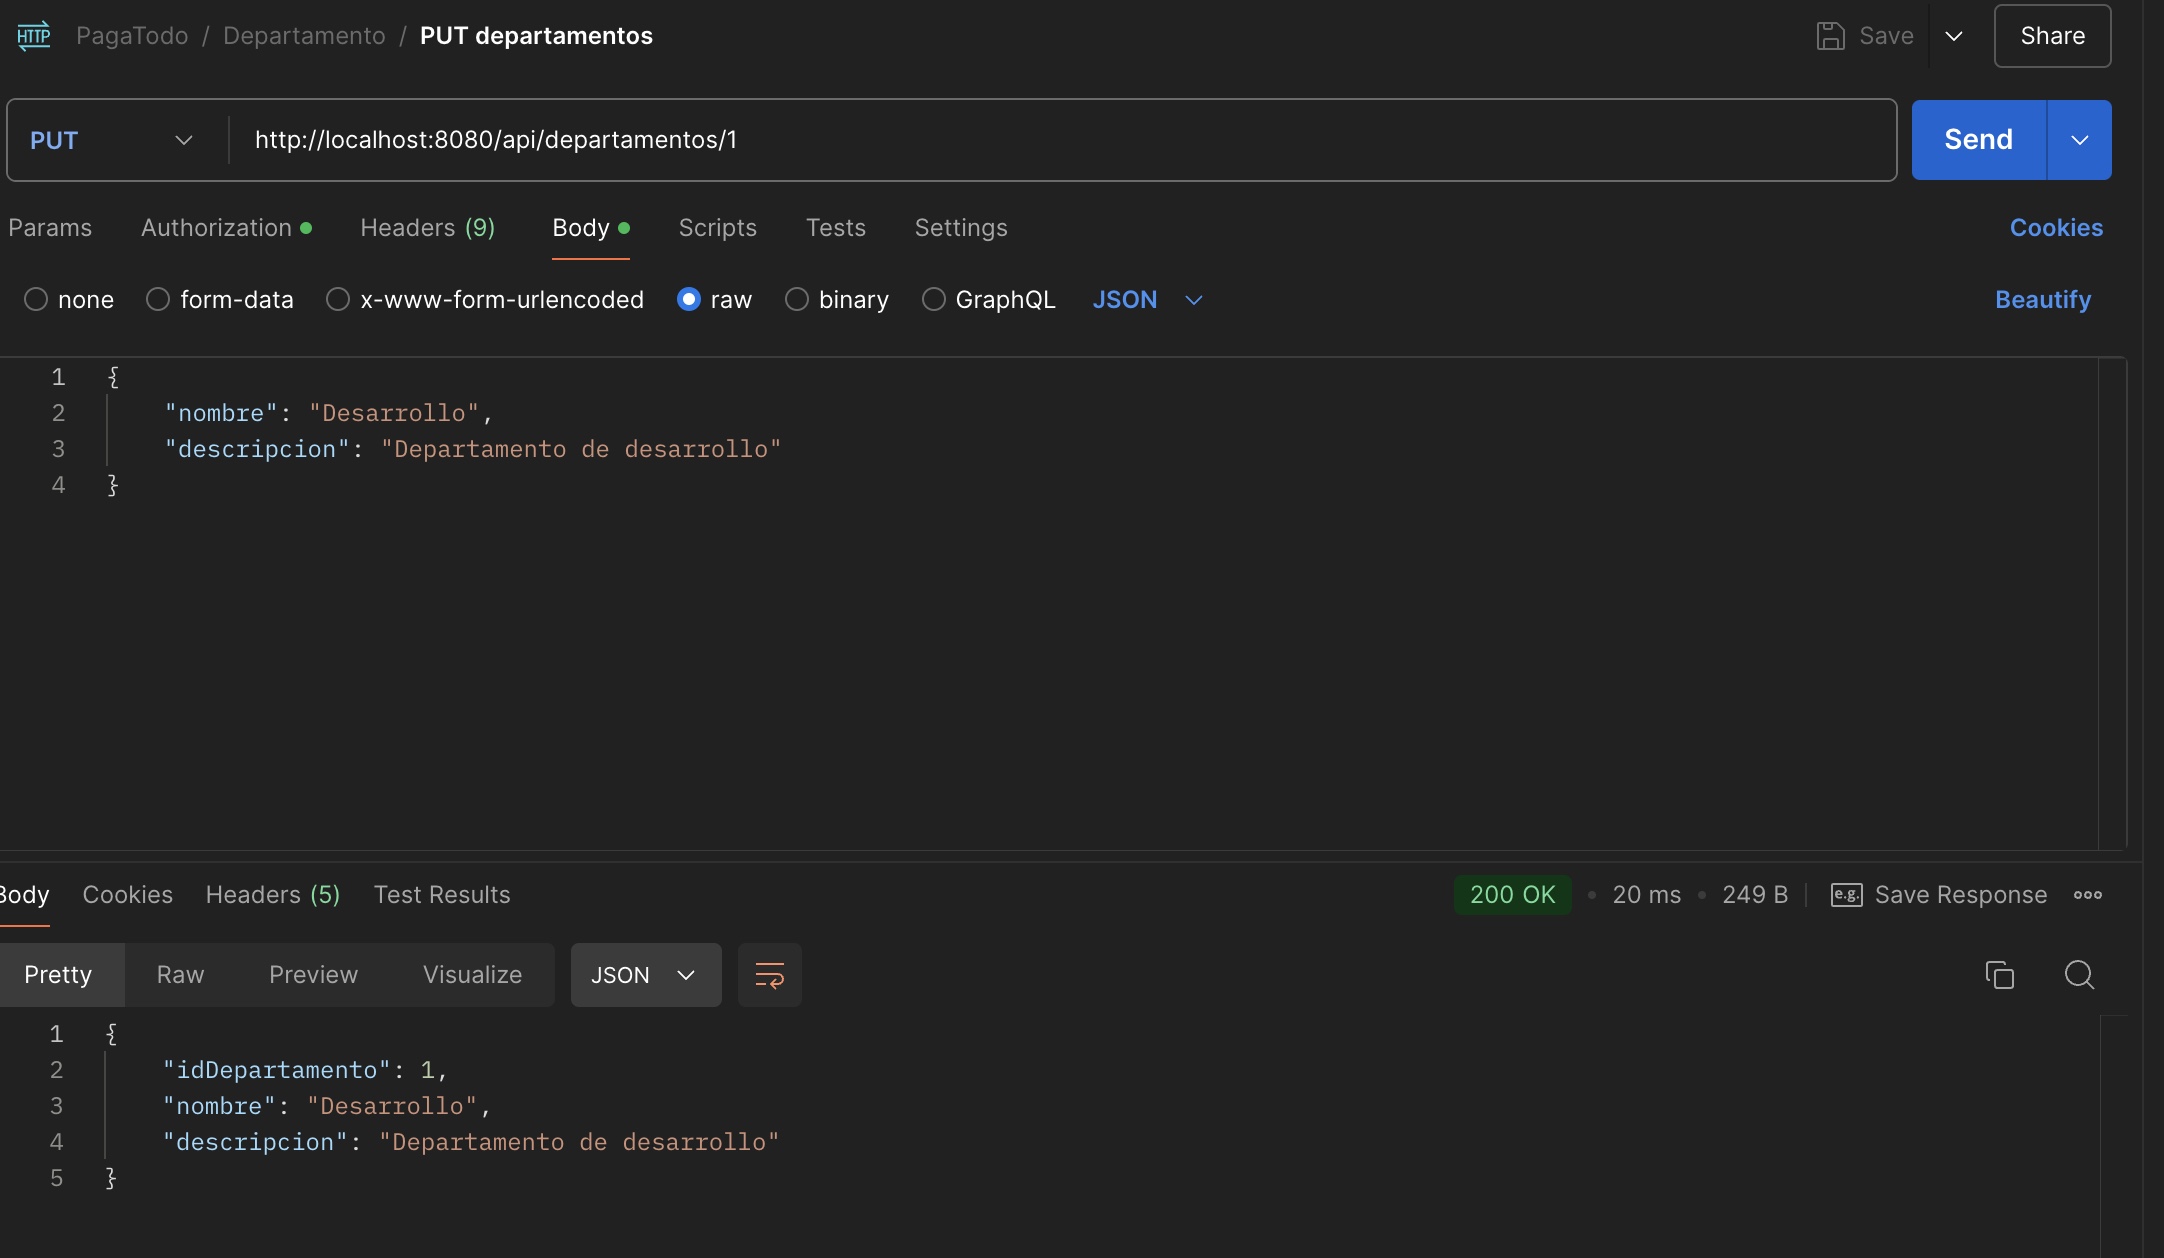 HTTP PagaTodo / Departamento / PUT departamentos Save Share
PUT http://localhost:8080/api/departamentos/1 Send
Params Authorization Headers (9) Body Scripts Tests Settings Cookies
none form-data x-www-form-urlencoded raw binary GraphQL JSON Beautify
1 {
2 "nombre": "Desarrollo",
3 "descripcion": "Departamento de desarrollo"
4 }
Body Cookies Headers (5) Test Results 200 OK • 20 ms • 249 B e.g. Save Response
Pretty Raw Preview Visualize JSON
1 {
2 "idDepartamento": 1,
3 "nombre": "Desarrollo",
4 "descripcion": "Departamento de desarrollo"
5 }